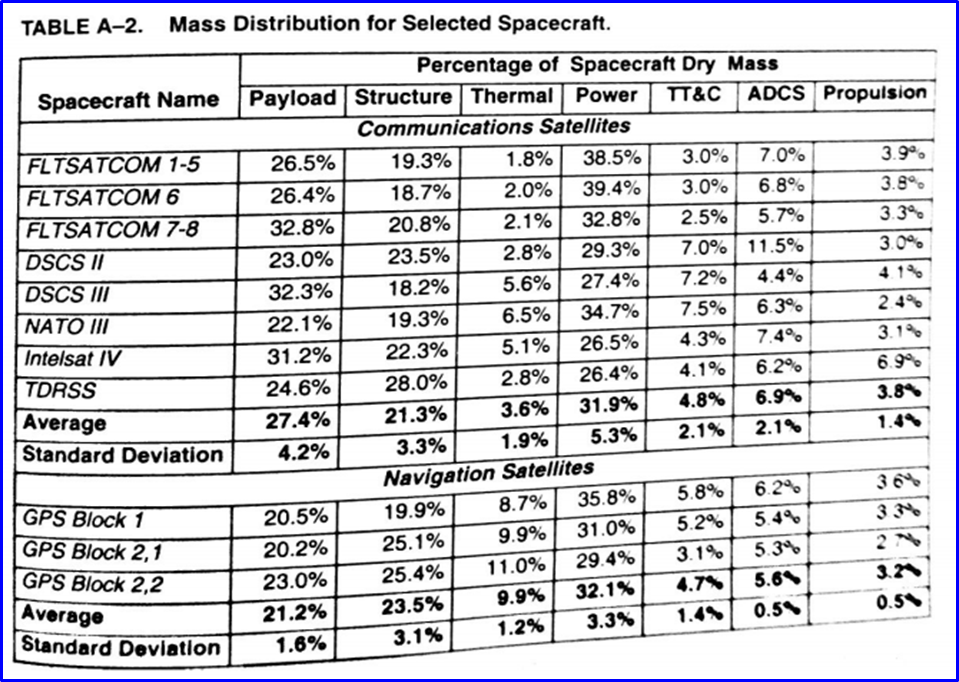 TABLE A–2. Mass Distribution for Selected Spacecraft.
Percentage of Spacecraft Dry Mass
Spacecraft Name Payload Structure Thermal Power TT&C ADCS Propulsion
Communications Satellites
FLTSATCOM 1-5 26.5% 19.3% 1.8% 38.5% 3.0% 7.0% 3.9%
FLTSATCOM 6 26.4% 18.7% 2.0% 39.4% 3.0% 6.8% 3.8%
FLTSATCOM 7-8 32.8% 20.8% 2.1% 32.8% 2.5% 5.7% 3.3%
DSCS II 23.0% 23.5% 2.8% 29.3% 7.0% 11.5% 3.0%
DSCS III 32.3% 18.2% 5.6% 27.4% 7.2% 4.4% 4.1%
NATO III 22.1% 19.3% 6.5% 34.7% 7.5% 6.3% 2.4%
Intelsat IV 31.2% 22.3% 5.1% 26.5% 4.3% 7.4% 3.1%
TDRSS 24.6% 28.0% 2.8% 26.4% 4.1% 6.2% 6.9%
Average 27.4% 21.3% 3.6% 31.9% 4.8% 6.9% 3.8%
Standard Deviation 4.2% 3.3% 1.9% 5.3% 2.1% 2.1% 1.4%
Navigation Satellites
GPS Block 1 20.5% 19.9% 8.7% 35.8% 5.8% 6.2% 3.6%
GPS Block 2,1 20.2% 25.1% 9.9% 31.0% 5.2% 5.4% 3.3%
GPS Block 2,2 23.0% 25.4% 11.0% 29.4% 3.1% 5.3% 2.7%
Average 21.2% 23.5% 9.9% 32.1% 4.7% 5.6% 3.2%
Standard Deviation 1.6% 3.1% 1.2% 3.3% 1.4% 0.5% 0.5%